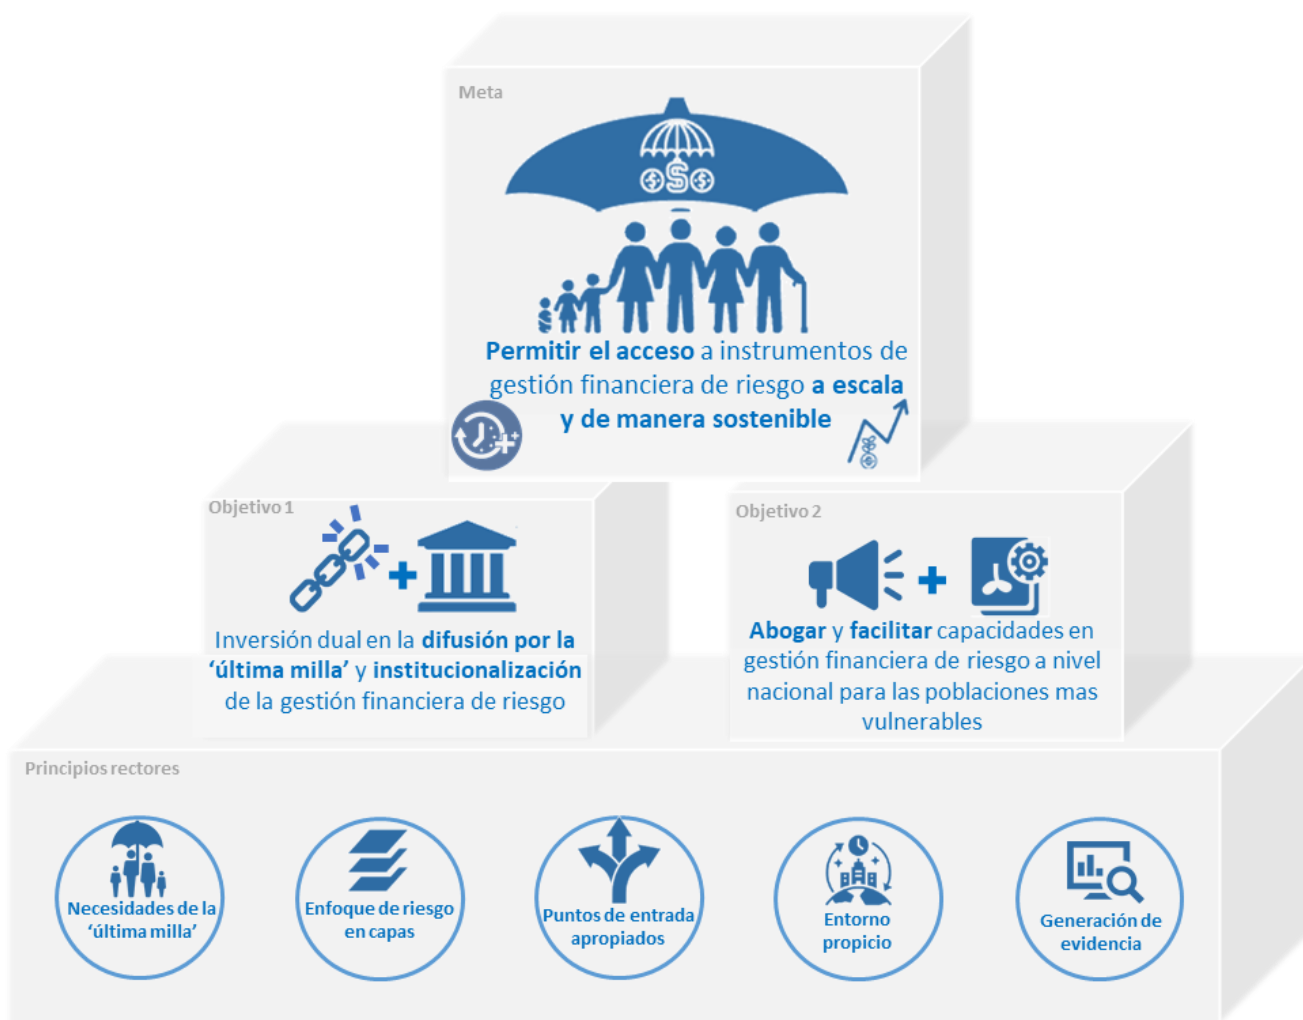 Meta
Permitir el acceso a instrumentos de
gestión financiera de riesgo a escala
y de manera sostenible
Objetivo 1
Inversión dual en la difusión por la
‘última milla’ y institucionalización
de la gestión financiera de riesgo
Objetivo 2
Abogar y facilitar capacidades en
gestión financiera de riesgo a nivel
nacional para las poblaciones mas
vulnerables
Principios rectores
Necesidades de la
‘última milla’
Enfoque de riesgo
en capas
Puntos de entrada
apropiados
Entorno
propicio
Generación de
evidencia